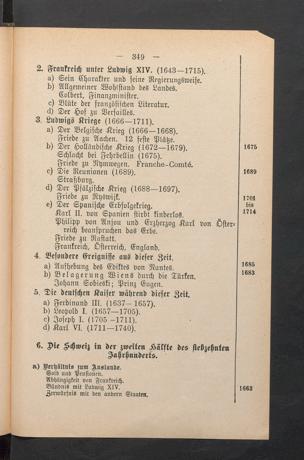 — 349 —
2. Frankreich unter Ludwig XIV. (1643—1715).
a) Sein Charakter und seine Regierungsweise.
b) Allgemeiner Wohlstand des Landes.
Colbert, Finanzminister.
c) Blüte der französischen Literatur.
d) Der Hof zu Versailles.
3. Ludwigs Kriege (1666—1711).
a) Der Belgische Krieg (1666—1668).
Friede zu Aachen. 12 feste Plätze.
b) Der Holländische Krieg (1672—1679). 1675
Schlacht bei Fehrbellin (1675).
Friede zu Nymwegen. Franche-Comté.
c) Die Reunionen (1689). 1689
Straßburg.
d) Der Pfälzische Krieg (1688—1697).
Friede zu Ryswijk. 1701
e) Der Spanische Erbfolgekrieg. bis
Karl II. von Spanien stirbt kinderlos. 1714
Philipp von Anjou und Erzherzog Karl von Öster-
reich beanspruchen das Erbe.
Friede zu Rastatt.
Frankreich, Österreich, England.
4. Besondere Ereignisse aus dieser Zeit.
a) Aufhebung des Ediktes von Nantes. 1685
b) Belagerung Wiens durch die Türken. 1683
Johann Sobieski; Prinz Eugen.
5. Die deutschen Kaiser während dieser Zeit.
a) Ferdinand III. (1637—1657).
b) Leopold I. (1657—1705).
c) Joseph I. (1705—1711).
d) Karl VI. (1711—1740).
6. Die Schweiz in der zweiten Hälfte des siebzehnten
Jahrhunderts.
a) Verhältnis zum Auslande.
Sold und Pensionen.
Abhängigkeit von Frankreich.
Bündnis mit Ludwig XIV. 1663
Zerwürfnis mit den andern Staaten.